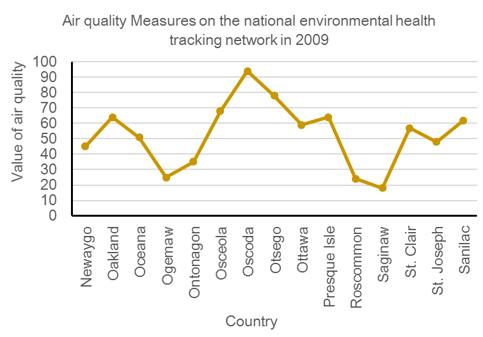 Air quality Measures on the national environmental health
tracking network in 2009
Value of air quality
100
90
80
70
60
50
40
30
20
10
0
Newaygo
Oakland
Oceana
Ogemaw
Ontonagon
Osceola
Oscoda
Otsego
Ottawa
Presque Isle
Roscommon
Saginaw
St. Clair
St. Joseph
Sanilac
Country